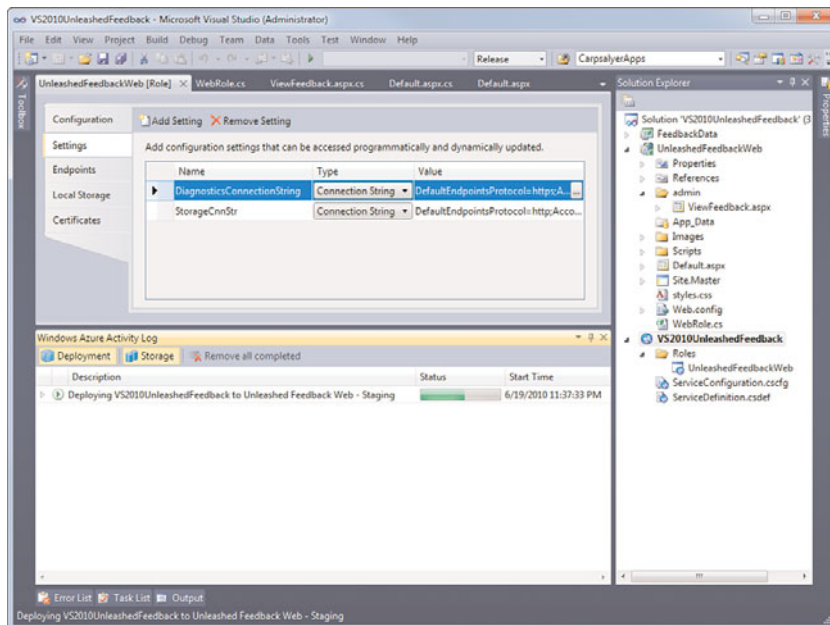 VS2010UnleashedFeedback - Microsoft Visual Studio (Administrator)
File Edit View Project Build Debug Team Data Tools Test Window Help
Release CarpsalyerApps
Toolbox
UnleashedFeedbackWeb [Role] WebRole.cs ViewFeedback.aspx.cs Default.aspx.cs Default.aspx
Configuration
Settings
Endpoints
Local Storage
Certificates
Add Setting Remove Setting
Add configuration settings that can be accessed programmatically and dynamically updated.
Name Type Value
DiagnosticsConnectionString Connection String DefaultEndpointsProtocol=https;A... ...
StorageCnnStr Connection String DefaultEndpointsProtocol=http;Acco...
Windows Azure Activity Log
Deployment Storage Remove all completed
Description Status Start Time
Deploying VS2010UnleashedFeedback to Unleashed Feedback Web - Staging 6/19/2010 11:37:33 PM
Error List Task List Output
Deploying VS2010UnleashedFeedback to Unleashed Feedback Web - Staging
Solution Explorer
Solution 'VS2010UnleashedFeedback' (3
FeedbackData
UnleashedFeedbackWeb
Properties
References
admin
ViewFeedback.aspx
App_Data
Images
Scripts
Default.aspx
Site.Master
styles.css
Web.config
WebRole.cs
VS2010UnleashedFeedback
Roles
UnleashedFeedbackWeb
ServiceConfiguration.cscfg
ServiceDefinition.csdef
Properties